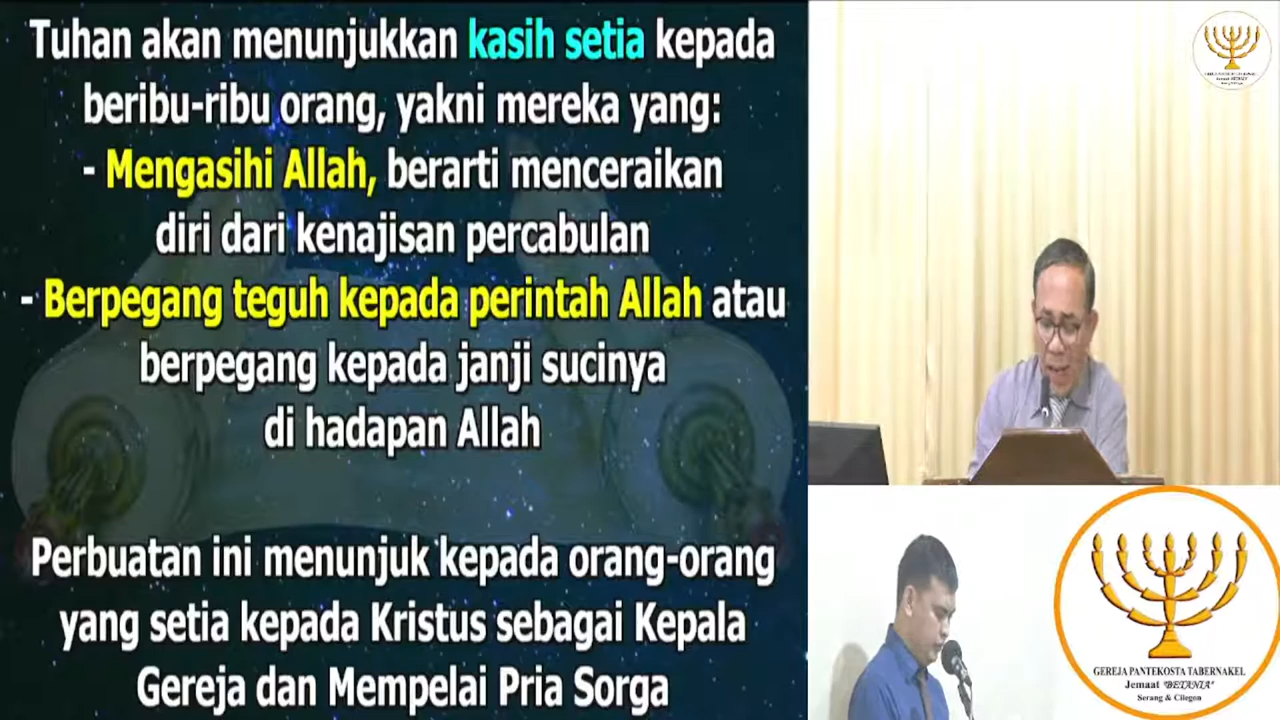 Tuhan akan menunjukkan kasih setia kepada
beribu-ribu orang, yakni mereka yang:
- Mengasihi Allah, berarti menceraikan
diri dari kenajisan percabulan
- Berpegang teguh kepada perintah Allah atau
berpegang kepada janji sucinya
di hadapan Allah
Perbuatan ini menunjuk kepada orang-orang
yang setia kepada Kristus sebagai Kepala
Gereja dan Mempelai Pria Sorga
GEREJA PANTEKOSTA TABERNAKEL
Jemaat "BETANIA"
Serang & Cilegon